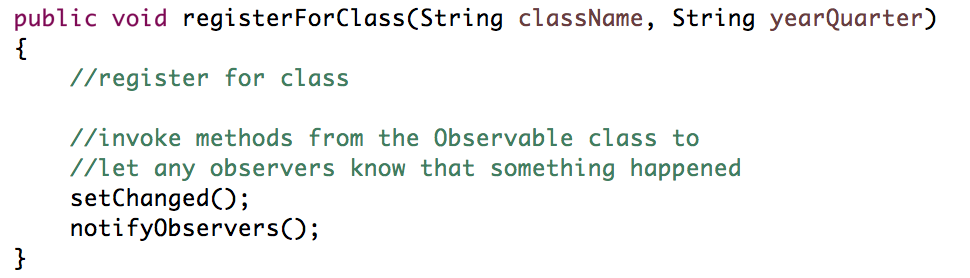 public void registerForClass(String className, String yearQuarter)
{
    //register for class

    //invoke methods from the Observable class to
    //let any observers know that something happened
    setChanged();
    notifyObservers();
}